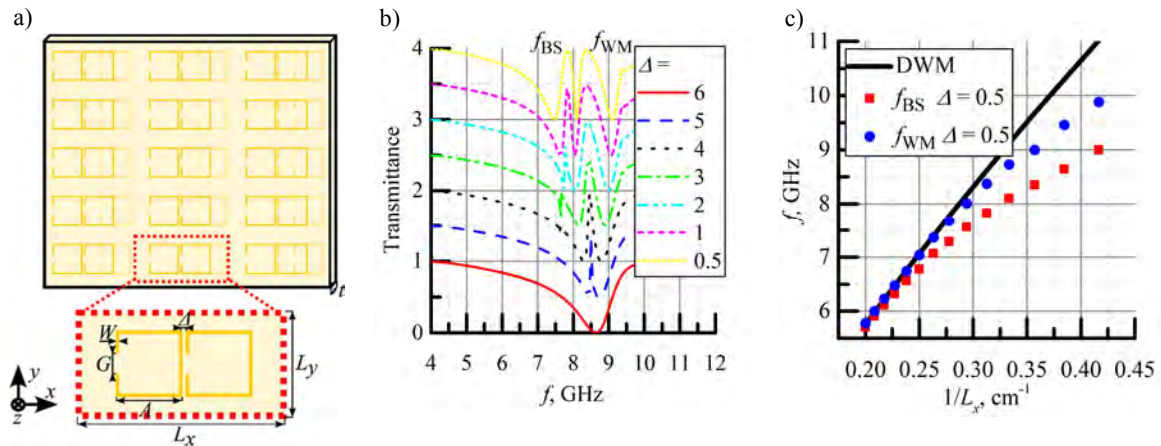 a)
t
W
Δ
G
A
Ly
Lx
y
x
z
b)
Transmittance
4
3
2
1
0
fBS
fWM
Δ =
6
5
4
3
2
1
0.5
4 5 6 7 8 9 10 11 12
f, GHz
c)
f, GHz
11
10
9
8
7
6
DWM
fBS Δ = 0.5
fWM Δ = 0.5
0.20 0.25 0.30 0.35 0.40 0.45
1/Lx, cm⁻¹